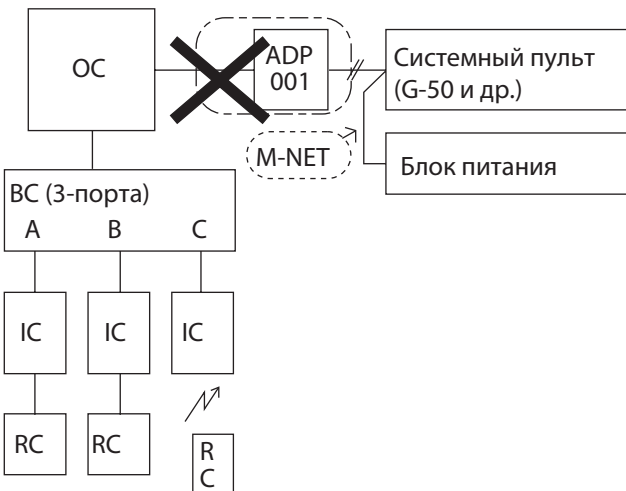 OC
ADP
001
Системный пульт
(G-50 и др.)
M-NET
Блок питания
BC (3-порта)
A B C
IC IC IC
RC RC
R
C